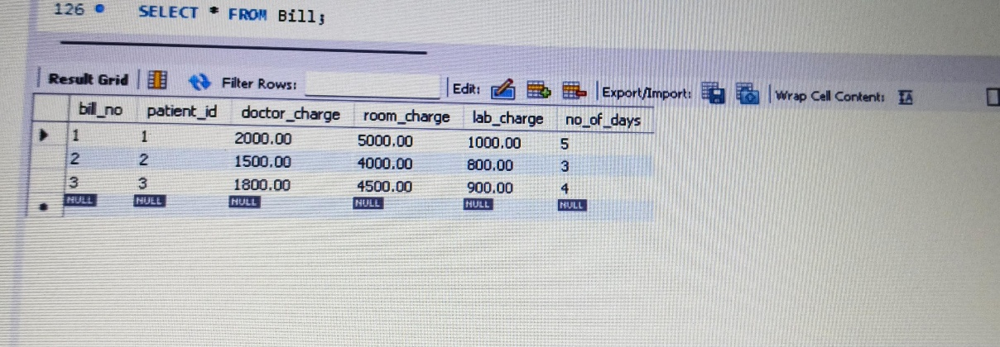 126 SELECT * FROM Bill;
Result Grid Filter Rows: Edit: Export/Import: Wrap Cell Content: IA
bill_no patient_id doctor_charge room_charge lab_charge no_of_days
1 1 2000.00 5000.00 1000.00 5
2 2 1500.00 4000.00 800.00 3
3 3 1800.00 4500.00 900.00 4
NULL NULL NULL NULL NULL NULL